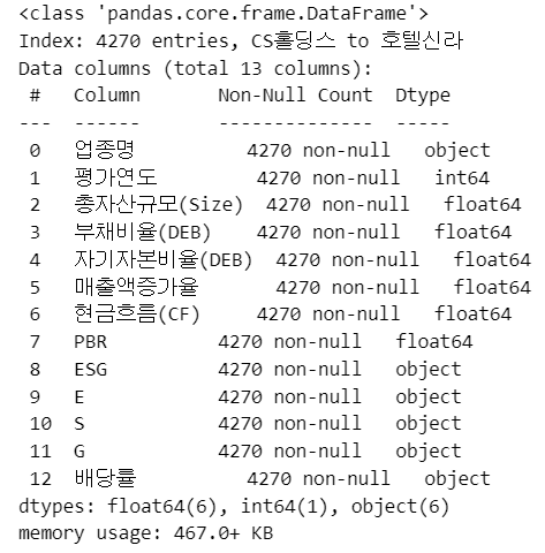 <class 'pandas.core.frame.DataFrame'>
Index: 4270 entries, CS홀딩스 to 호텔신라
Data columns (total 13 columns):
 #   Column        Non-Null Count  Dtype
---  ------        --------------  -----
 0   업종명           4270 non-null   object
 1   평가연도          4270 non-null   int64
 2   총자산규모(Size)  4270 non-null   float64
 3   부채비율(DEB)     4270 non-null   float64
 4   자기자본비율(DEB)  4270 non-null   float64
 5   매출액증가율        4270 non-null   float64
 6   현금흐름(CF)      4270 non-null   float64
 7   PBR           4270 non-null   float64
 8   ESG           4270 non-null   object
 9   E             4270 non-null   object
 10  S             4270 non-null   object
 11  G             4270 non-null   object
 12  배당률           4270 non-null   object
dtypes: float64(6), int64(1), object(6)
memory usage: 467.0+ KB